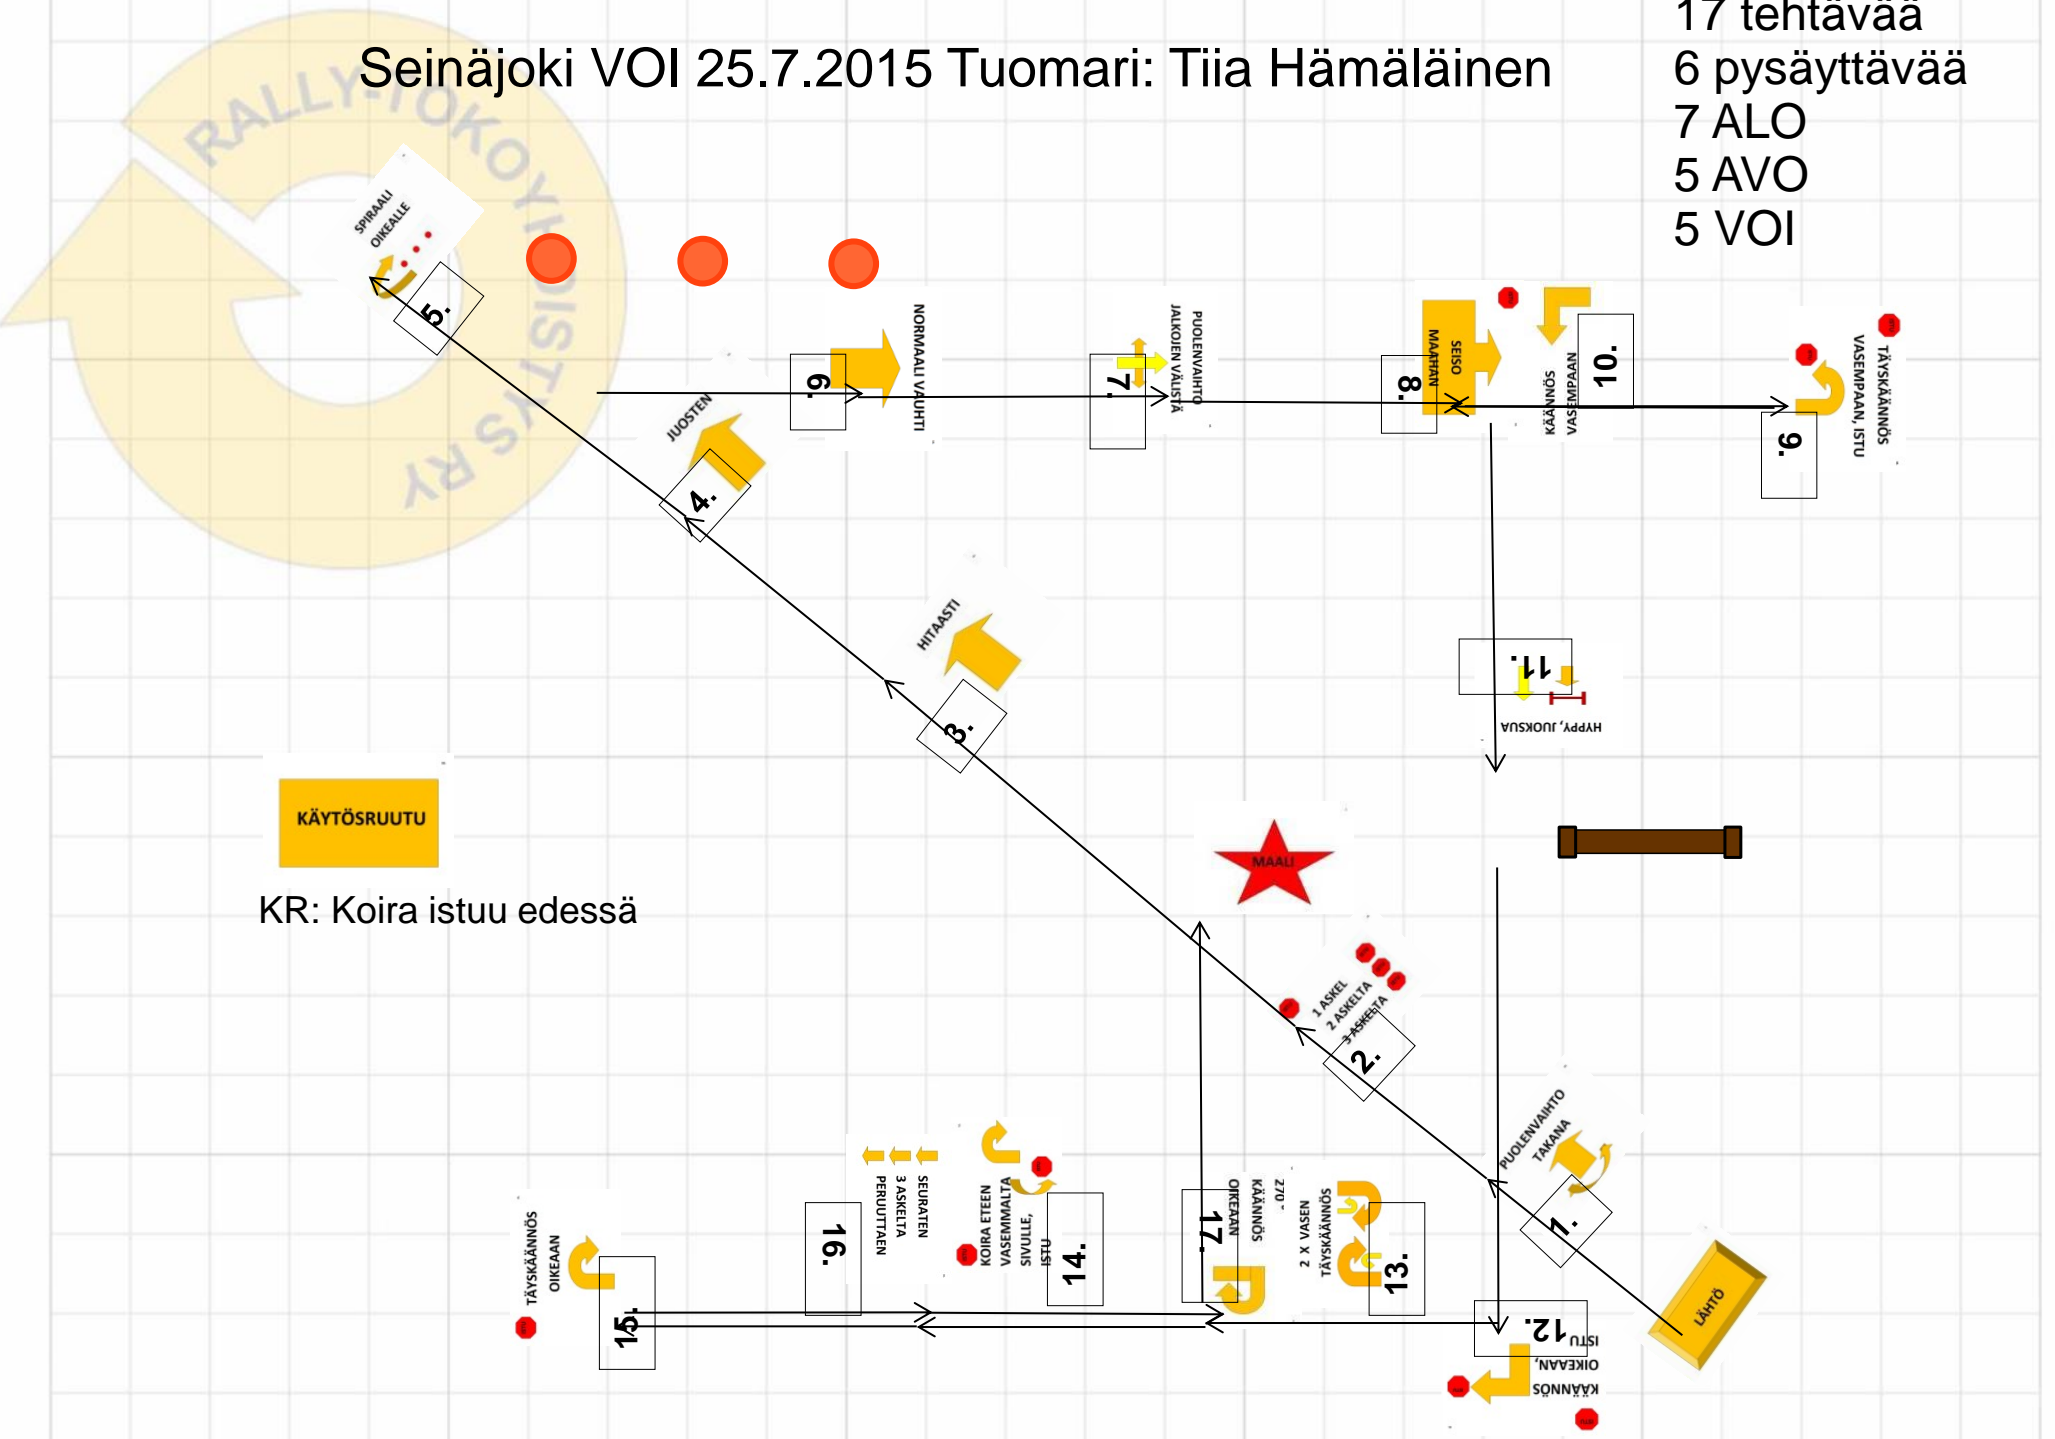 17 tehtävää
Seinäjoki VOI 25.7.2015 Tuomari: Tiia Hämäläinen
6 pysäyttävää
7 ALO
5 AVO
5 VOI
RALLY-TOKOYHDISTYS RY
SPIRAALI
OIKEALLE
5.
6.
NORMAALI VAUHTI
7.
PUOLENVAIHTO
JALKOJEN VÄLISTÄ
8.
SEISO
MAAHAN
KÄÄNNÖS
VASEMPAAN
10.
9.
TÄYSKÄÄNNÖS
VASEMPAAN, ISTU
JUOSTEN
4.
HITAASTI
3.
11.
HYPPY, JUOKSUA
KÄYTÖSRUUTU
KR: Koira istuu edessä
MAALI
1 ASKEL
2 ASKELTA
3 ASKELTA
2.
PUOLENVAIHTO
TAKANA
1.
LÄHTÖ
TÄYSKÄÄNNÖS
OIKEAAN
15.
16.
SEURATEN
3 ASKELTA
PERUUTTAEN
KOIRA ETEEN
VASEMMALTA
SIVULLE,
ISTU
14.
17.
270°
KÄÄNNÖS
OIKEAAN
2 X VASEN
TÄYSKÄÄNNÖS
13.
12.
KÄÄNNÖS
OIKEAAN,
ISTU